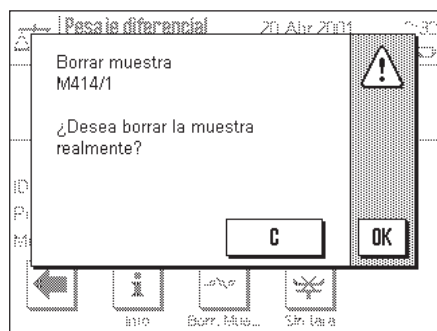 Pesaje diferencial 20 Abr 2001
Borrar muestra
M414/1
¿Desea borrar la muestra
realmente?
ID
C
OK
Info
Borr. Mue...
Sin tara